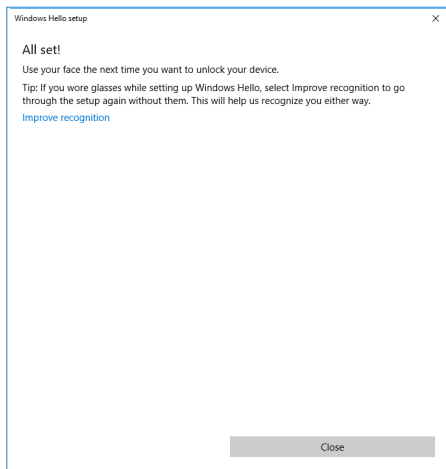 Windows Hello setup
All set!
Use your face the next time you want to unlock your device.
Tip: If you wore glasses while setting up Windows Hello, select Improve recognition to go
through the setup again without them. This will help us recognize you either way.
Improve recognition
Close